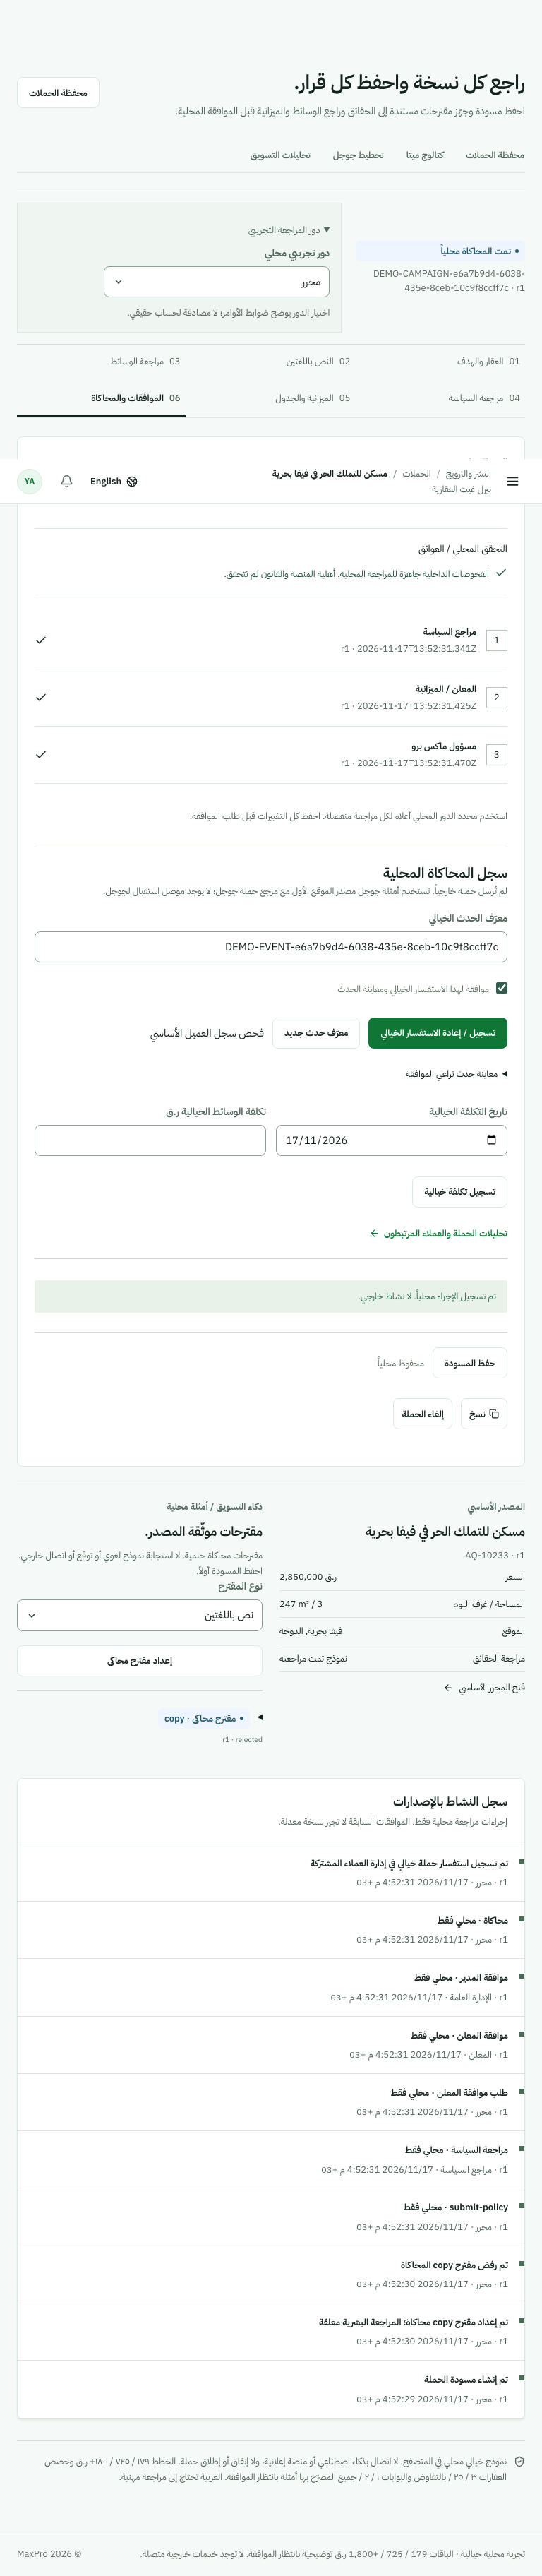 راجع كل نسخة واحفظ كل قرار.
احفظ مسودة وجهّز مقترحات مستندة إلى الحقائق وراجع الوسائط والميزانية قبل الموافقة المحلية.
محفظة الحملات
محفظة الحملات
كتالوج ميتا
تخطيط جوجل
تحليلات التسويق
• تمت المحاكاة محلياً
DEMO-CAMPAIGN-e6a7b9d4-6038-
435e-8ceb-10c9f8ccff7c · r1
▼ دور المراجعة التجريبي
دور تجريبي محلي
محرر
اختيار الدور يوضح ضوابط الأوامر؛ لا مصادقة لحساب حقيقي.
01 العقار والهدف
02 النص باللغتين
03 مراجعة الوسائط
04 مراجعة السياسة
05 الميزانية والجدول
06 الموافقات والمحاكاة
النشر والترويج / الحملات / مسكن للتملك الحر في فيفا بحرية
بيرل غيت العقارية
English
YA
التحقق المحلي / العوائق
الفحوصات الداخلية جاهزة للمراجعة المحلية. أهلية المنصة والقانون لم تتحقق.
1
مراجع السياسة
r1 · 2026-11-17T13:52:31.341Z
2
المعلن / الميزانية
r1 · 2026-11-17T13:52:31.425Z
3
مسؤول ماكس برو
r1 · 2026-11-17T13:52:31.470Z
استخدم محدد الدور المحلي أعلاه لكل مراجعة منفصلة. احفظ كل التغييرات قبل طلب الموافقة.
سجل المحاكاة المحلية
لم تُرسل حملة خارجياً. تستخدم أمثلة جوجل مصدر الموقع الأول مع مرجع حملة جوجل؛ لا يوجد موصل استقبال لجوجل.
معرّف الحدث الخيالي
DEMO-EVENT-e6a7b9d4-6038-435e-8ceb-10c9f8ccff7c
موافقة لهذا الاستفسار الخيالي ومعاينة الحدث
تسجيل / إعادة الاستفسار الخيالي
معرّف حدث جديد
فحص سجل العميل الأساسي
معاينة حدث تراعي الموافقة
تاريخ التكلفة الخيالية
تكلفة الوسائط الخيالية ر.ق
17/11/2026
تسجيل تكلفة خيالية
تحليلات الحملة والعملاء المرتبطون
تم تسجيل الإجراء محلياً. لا نشاط خارجي.
حفظ المسودة
محفوظ محلياً
نسخ
إلغاء الحملة
المصدر الأساسي
مسكن للتملك الحر في فيفا بحرية
AQ-10233 · r1
السعر
2,850,000 ر.ق
المساحة / غرف النوم
247 m² / 3
الموقع
فيفا بحرية, الدوحة
مراجعة الحقائق
نموذج تمت مراجعته
فتح المحرر الأساسي
ذكاء التسويق / أمثلة محلية
مقترحات موثّقة المصدر.
مقترحات محاكاة حتمية. لا استجابة نموذج لغوي أو توقع أو اتصال خارجي.
احفظ المسودة أولاً.
نوع المقترح
نص باللغتين
إعداد مقترح محاكى
• مقترح محاكى · copy
r1 · rejected
سجل النشاط بالإصدارات
إجراءات مراجعة محلية فقط. الموافقات السابقة لا تجيز نسخة معدلة.
تم تسجيل استفسار حملة خيالي في إدارة العملاء المشتركة
r1 · محرر · 2026/11/17 4:52:31 م +03
محاكاة · محلي فقط
r1 · محرر · 2026/11/17 4:52:31 م +03
موافقة المدير · محلي فقط
r1 · الإدارة العامة · 2026/11/17 4:52:31 م +03
موافقة المعلن · محلي فقط
r1 · المعلن · 2026/11/17 4:52:31 م +03
طلب موافقة المعلن · محلي فقط
r1 · محرر · 2026/11/17 4:52:31 م +03
مراجعة السياسة · محلي فقط
r1 · مراجع السياسة · 2026/11/17 4:52:31 م +03
submit-policy · محلي فقط
r1 · محرر · 2026/11/17 4:52:31 م +03
تم رفض مقترح copy المحاكاة
r1 · محرر · 2026/11/17 4:52:30 م +03
تم إعداد مقترح copy محاكاة؛ المراجعة البشرية معلقة
r1 · محرر · 2026/11/17 4:52:30 م +03
تم إنشاء مسودة الحملة
r1 · محرر · 2026/11/17 4:52:29 م +03
نموذج خيالي محلي في المتصفح. لا اتصال بذكاء اصطناعي أو منصة إعلانية، ولا إنفاق أو إطلاق حملة. الخطط ١٧٩ / ٧٢٥ / ١٨٠٠+ ر.ق وحصص
العقارات ٣ / ٢٥ / بالتفاوض والبوابات ١ / ٢ / جميع المصرّح بها أمثلة بانتظار الموافقة. العربية تحتاج إلى مراجعة مهنية.
تجربة محلية خيالية · الباقات 179 / 725 / +1,800 ر.ق توضيحية بانتظار الموافقة. لا توجد خدمات خارجية متصلة.
© 2026 MaxPro